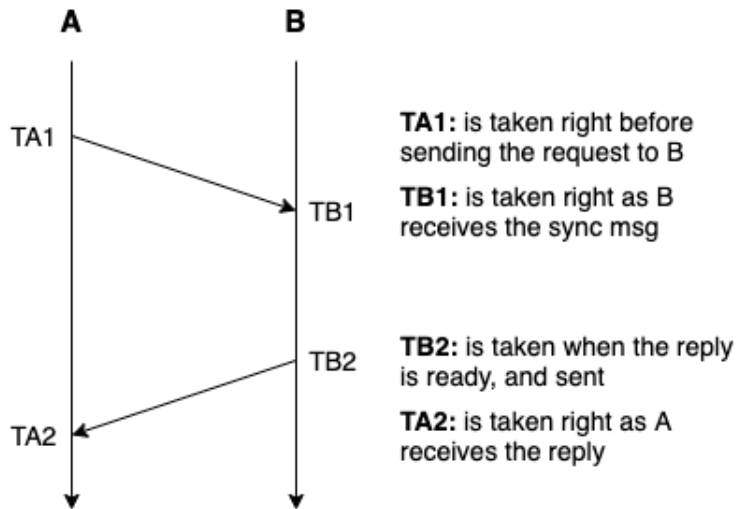 A B
TA1
TA1: is taken right before
sending the request to B
TB1
TB1: is taken right as B
receives the sync msg
TB2
TB2: is taken when the reply
is ready, and sent
TA2
TA2: is taken right as A
receives the reply